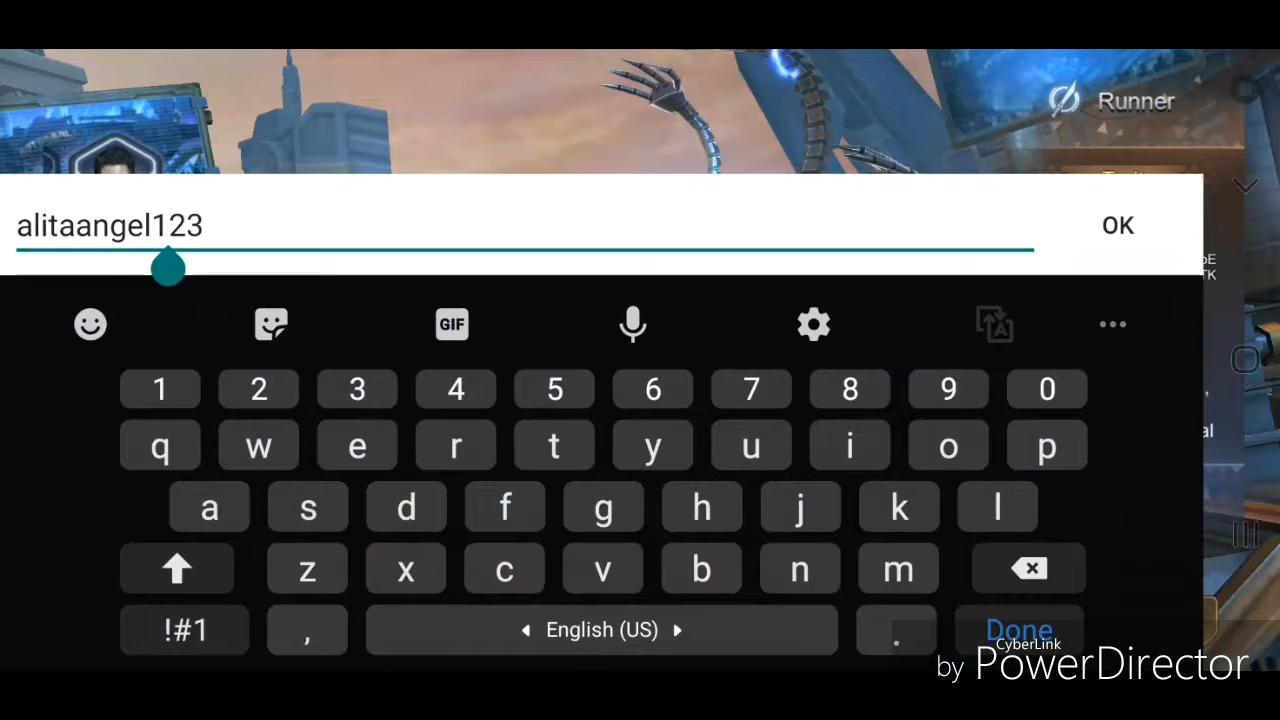 Runner
alitaangel123
OK
GIF
1 2 3 4 5 6 7 8 9 0
q w e r t y u i o p
a s d f g h j k l
z x c v b n m
!#1 , English (US) . Done
CyberLink
by PowerDirector